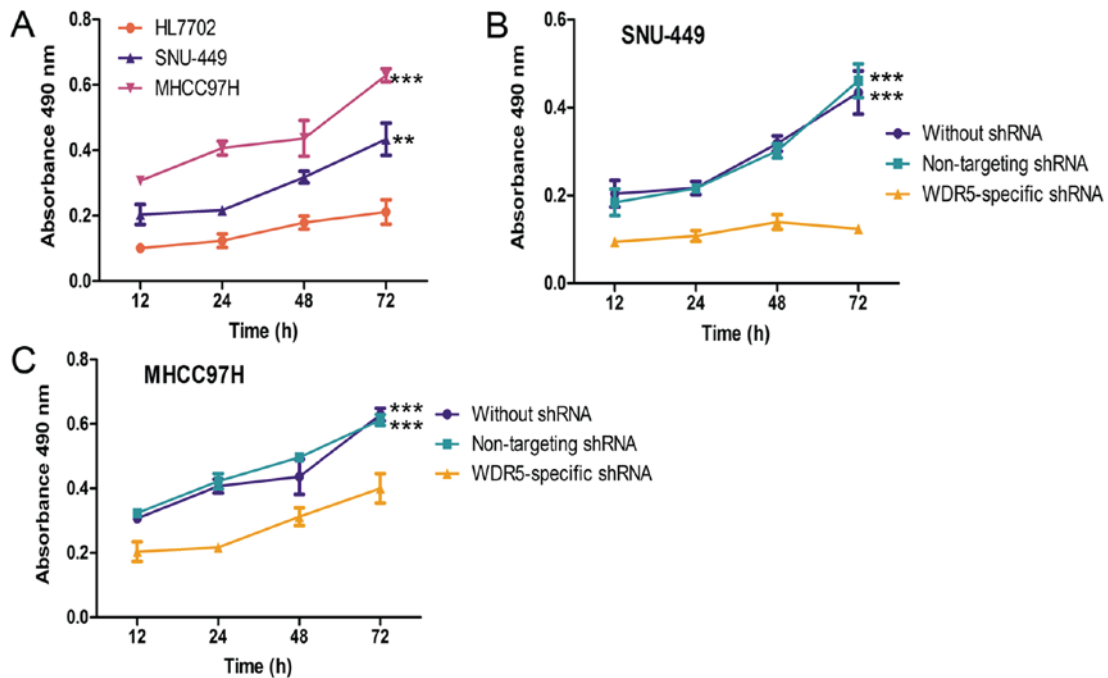 A
HL7702
SNU-449
MHCC97H
Absorbance 490 nm
0.8
0.6
0.4
0.2
0.0
***
**
12 24 48 72
Time (h)
B
SNU-449
Absorbance 490 nm
0.6
0.4
0.2
0.0
***
***
Without shRNA
Non-targeting shRNA
WDR5-specific shRNA
12 24 48 72
Time (h)
C
MHCC97H
Absorbance 490 nm
0.8
0.6
0.4
0.2
0.0
***
***
Without shRNA
Non-targeting shRNA
WDR5-specific shRNA
12 24 48 72
Time (h)